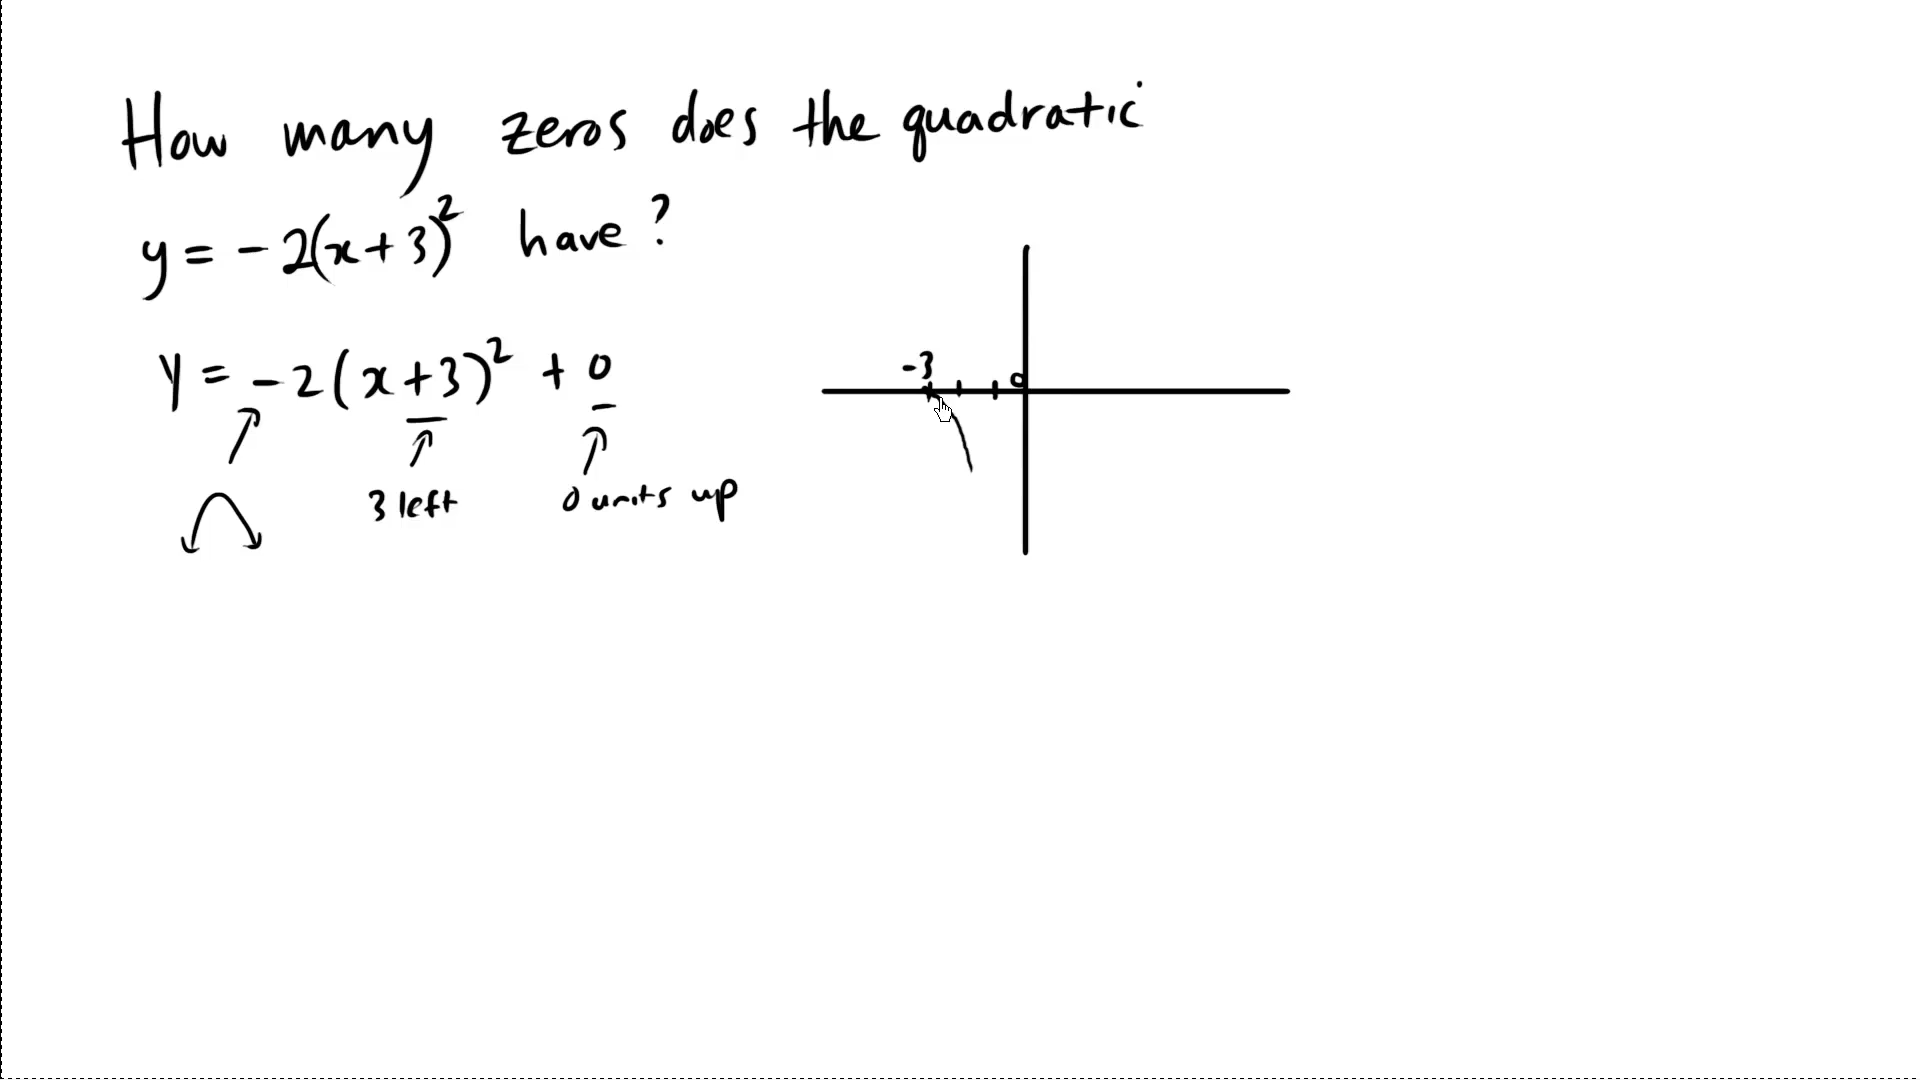 How many zeros does the quadratic
y = -2(x+3)² have?
y = -2(x+3)² + 0
3 left
0 units up
-3
0